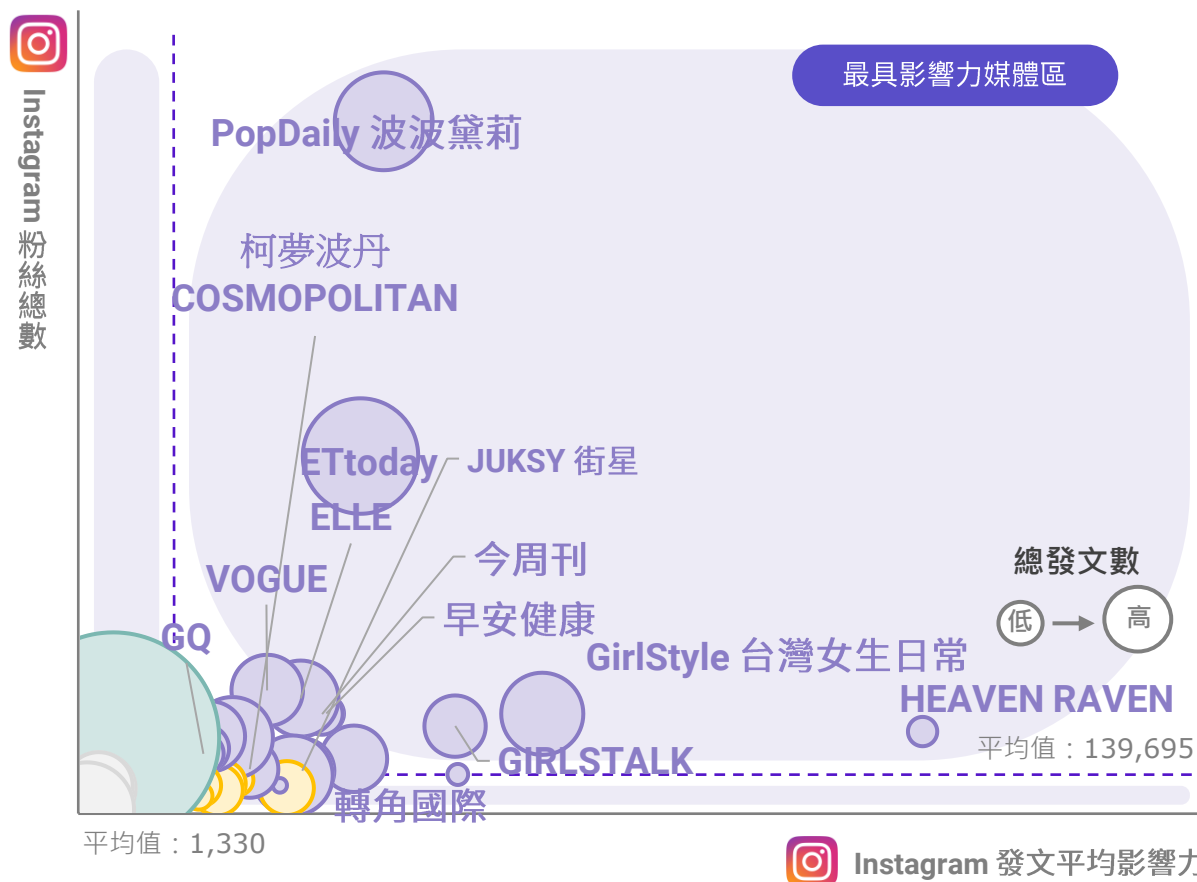 最具影響力媒體區
Instagram 粉絲總數
PopDaily 波波黛莉
柯夢波丹
COSMOPOLITAN
ETtoday
JUKSY 街星
ELLE
今周刊
VOGUE
早安健康
GQ
GirlStyle 台灣女生日常
總發文數
低
高
HEAVEN RAVEN
平均值：139,695
GIRLSTALK
轉角國際
平均值：1,330
Instagram 發文平均影響力